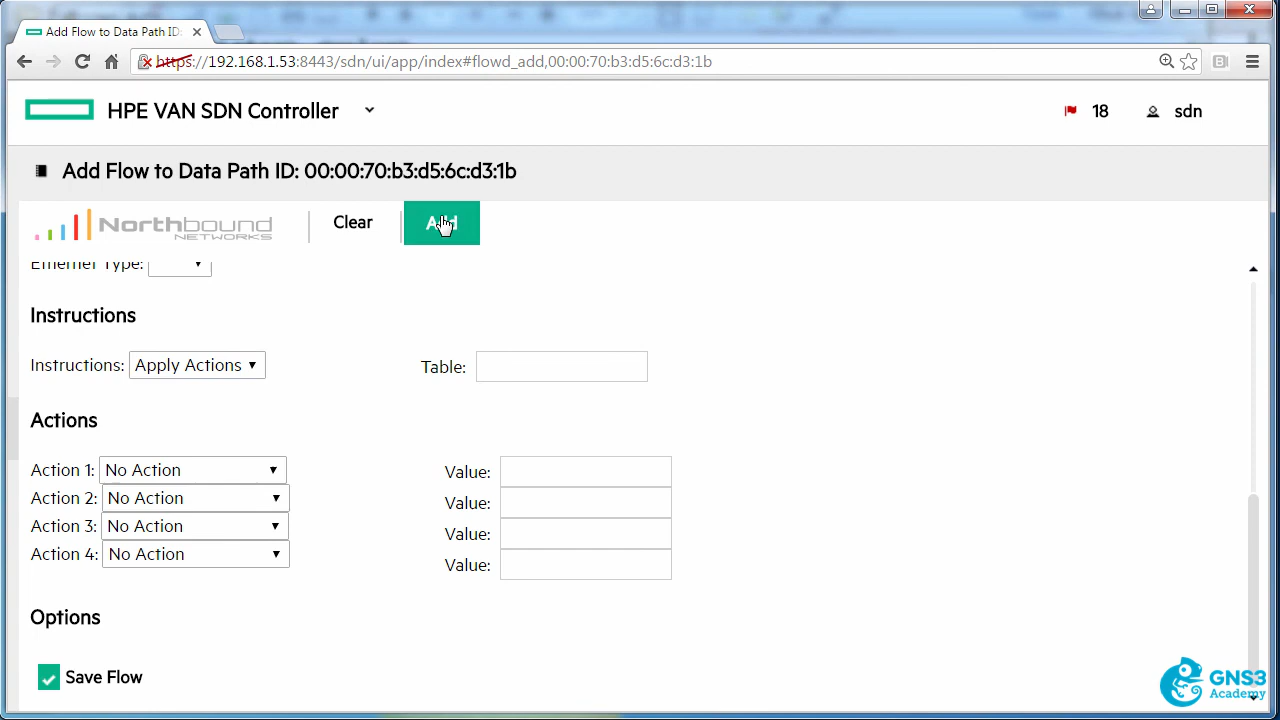 Add Flow to Data Path ID:
https://192.168.1.53:8443/sdn/ui/app/index#flowd_add,00:00:70:b3:d5:6c:d3:1b
HPE VAN SDN Controller
18
sdn
Add Flow to Data Path ID: 00:00:70:b3:d5:6c:d3:1b
Northbound
NETWORKS
Clear
Add
Ethernet Type:
Instructions
Instructions: Apply Actions
Table:
Actions
Action 1: No Action
Value:
Action 2: No Action
Value:
Action 3: No Action
Value:
Action 4: No Action
Value:
Options
Save Flow
GNS3
Academy